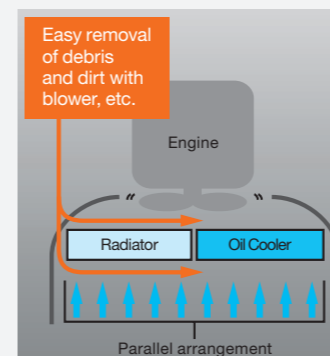 Easy removal
of debris
and dirt with
blower, etc.
Engine
Radiator
Oil Cooler
Parallel arrangement